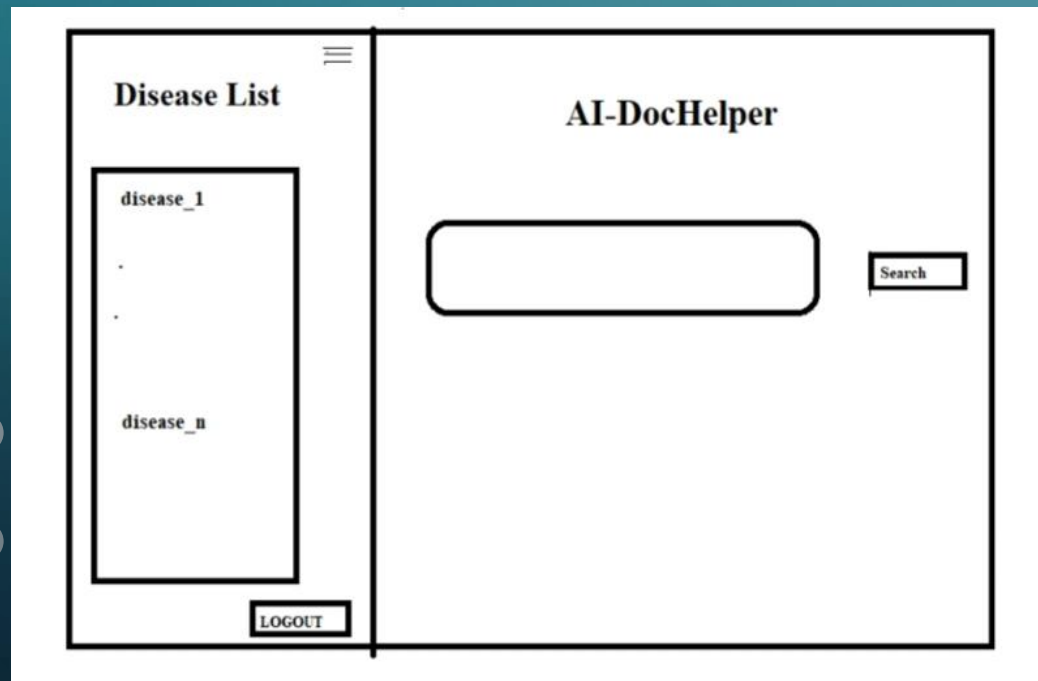 Disease List
disease_1
.
.
disease_n
LOGOUT
AI-DocHelper
Search